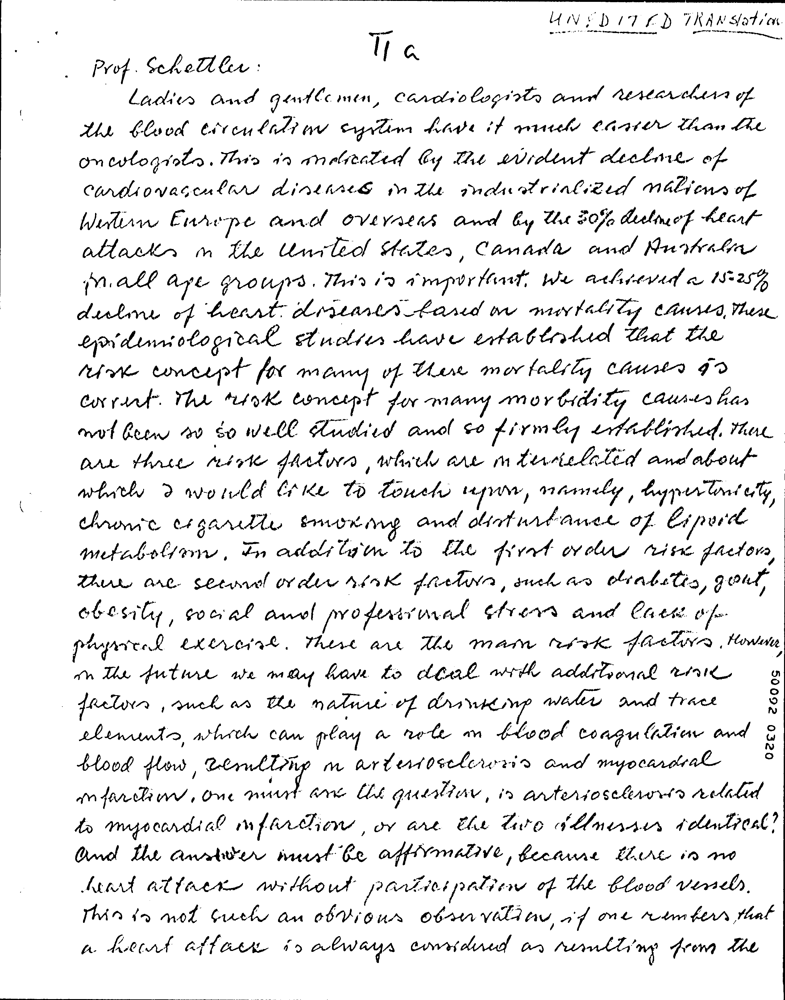 UNEDITED TRANSlation
II a
Prof. Schettler:
Ladies and gentlemen, cardiologists and researchers of
the blood circulation system have it much easier than the
oncologists. This is indicated by the evident decline of
cardiovascular diseases in the industrialized nations of
Western Europe and overseas and by the 30% decline of heart
attacks in the United States, Canada and Australia
in all age groups. This is important. We achieved a 15-25%
decline of heart diseases based on mortality causes. These
epidemiological studies have established that the
risk concept for many of these mortality causes is
correct. The risk concept for many morbidity causes has
not been so so well studied and so firmly established. There
are three risk factors, which are interrelated and about
which I would like to touch upon, namely, hypertonicity,
chronic cigarette smoking and disturbance of lipoid
metabolism. In addition to the first order risk factors,
there are second order risk factors, such as diabetes, gout,
obesity, social and professional stress and lack of
physical exercise. These are the main risk factors. However,
in the future we may have to deal with additional risk
factors, such as the nature of drinking water and trace
elements, which can play a role in blood coagulation and
blood flow, resulting in arteriosclerosis and myocardial
infarction. One must ask the question, is arteriosclerosis related
to myocardial infarction, or are the two illnesses identical?
And the answer must be affirmative, because there is no
heart attack without participation of the blood vessels.
This is not such an obvious observation, if one rembers, that
a heart attack is always considered as resulting from the
50092 0320